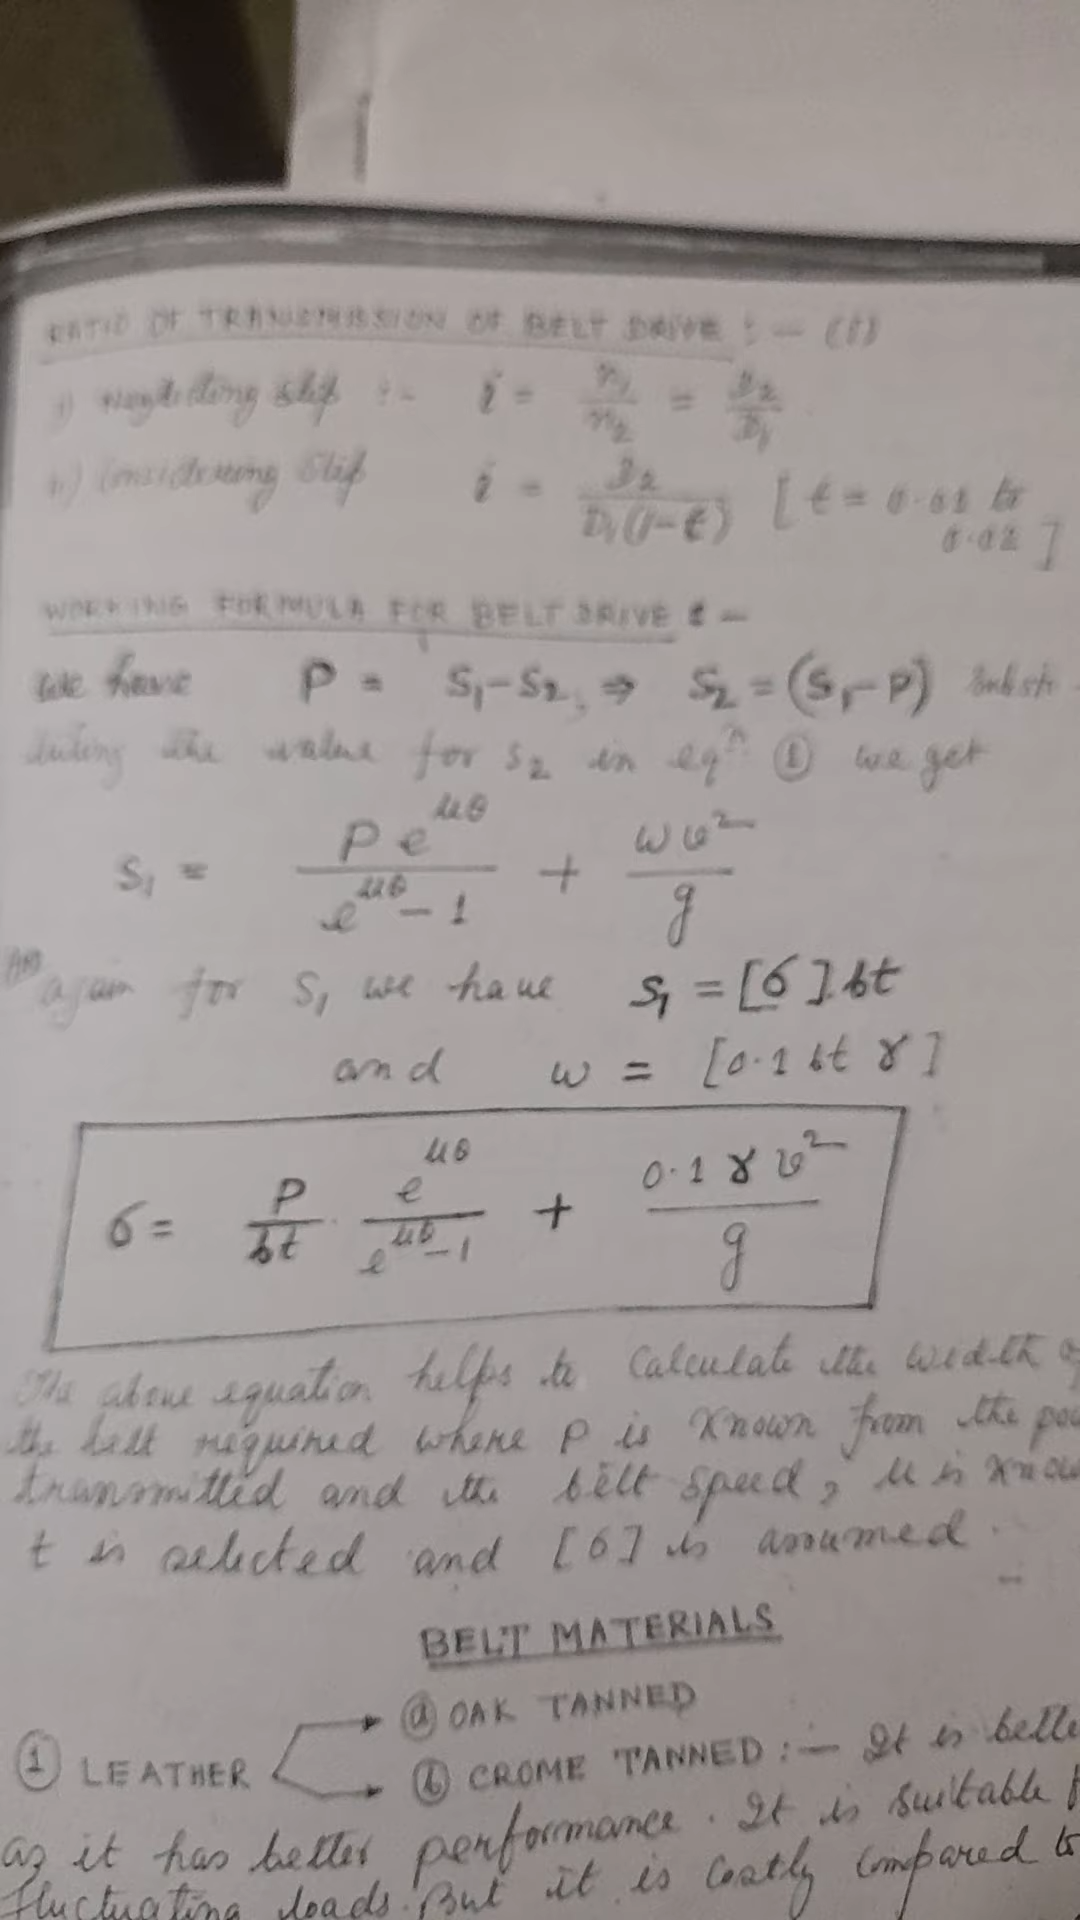 RATIO OF TRANSMISSION OF BELT DRIVE :- (i)
i) Neglecting slip :- i = n₁/n₂ = D₂/D₁
ii) Considering slip i = D₂/D₁(1-ε) [ε = 0.01 to 0.02]
WORKING FORMULA FOR BELT DRIVE :-
We have P = S₁-S₂ ⇒ S₂ = (S₁-P) Substi-
tuting the value for S₂ in eqⁿ ① we get
S₁ = P e^μθ / e^μθ - 1 + wv²/g
again for S₁ we have S₁ = [σ] bt
and w = [0.1 bt γ]
σ = P/bt · e^μθ / e^μθ-1 + 0.1 γ v²/g
The above equation helps to calculate the width of
the belt required where P is known from the
transmitted and the belt speed, μ is
t is selected and [σ] is assumed.
BELT MATERIALS
① LEATHER
ⓐ OAK TANNED
ⓑ CROME TANNED :- It is
as it has better performance. It is suitable
fluctuating loads. But it is costly compared to